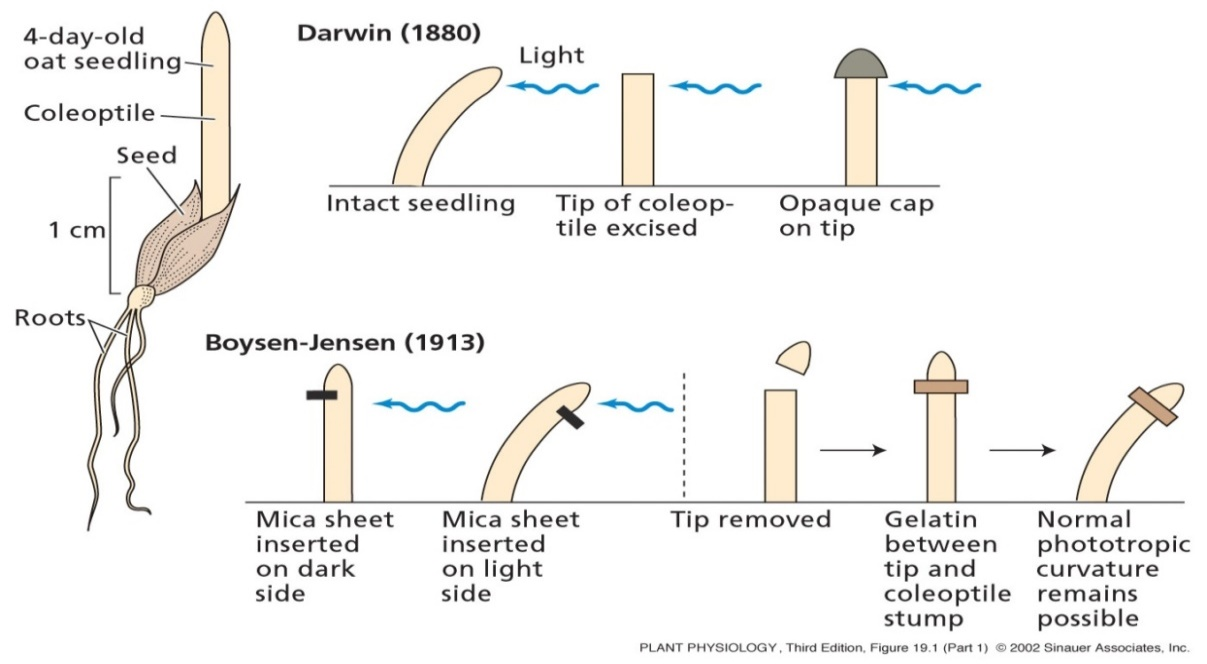 4-day-old
oat seedling
Coleoptile
Seed
1 cm
Roots
Darwin (1880)
Light
Intact seedling
Tip of coleop-
tile excised
Opaque cap
on tip
Boysen-Jensen (1913)
Mica sheet
inserted
on dark
side
Mica sheet
inserted
on light
side
Tip removed
Gelatin
between
tip and
coleoptile
stump
Normal
phototropic
curvature
remains
possible
PLANT PHYSIOLOGY, Third Edition, Figure 19.1 (Part 1) © 2002 Sinauer Associates, Inc.